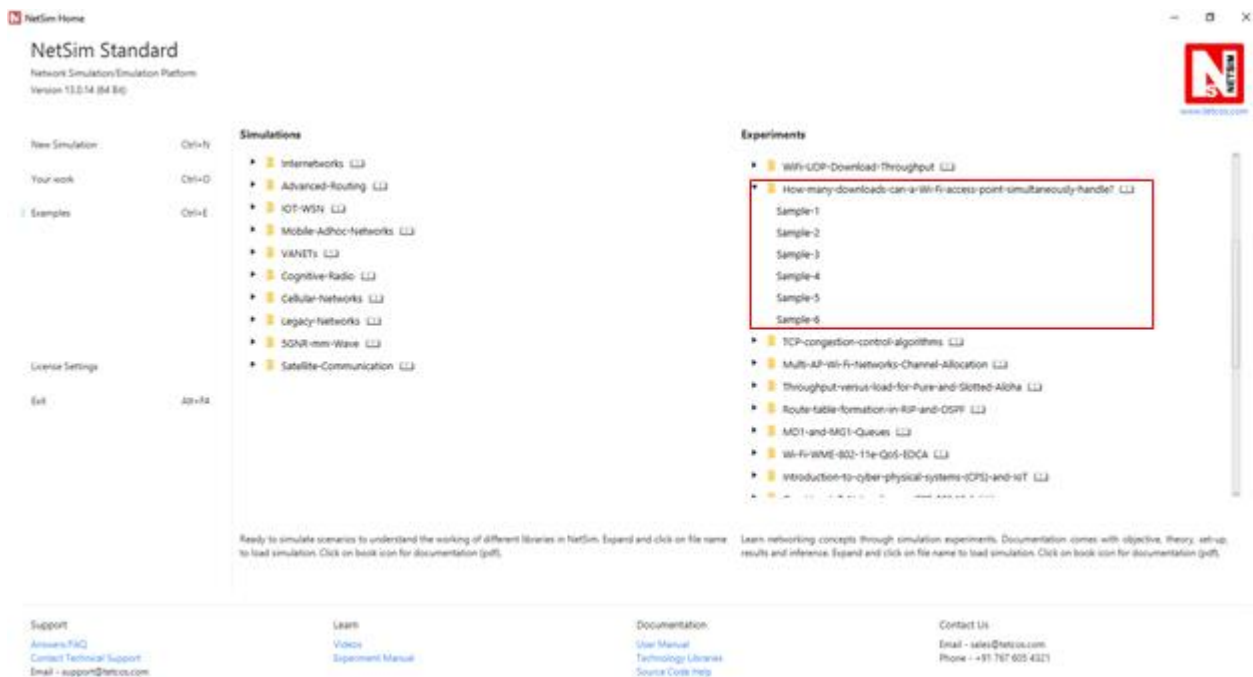 NetSim Home
NetSim Standard
Network Simulation/Emulation Platform
Version 13.0.14 (64 Bit)
NETSIM
www.tetcos.com
New Simulation Ctrl+N
Your work Ctrl+O
Examples Ctrl+E
License Settings
Exit Alt+F4
Simulations
Internetworks
Advanced-Routing
IOT-WSN
Mobile-Adhoc-Networks
VANETs
Cognitive-Radio
Cellular-Networks
Legacy-Networks
5GNR-mm-Wave
Satellite-Communication
Ready to simulate scenarios to understand the working of different libraries in NetSim. Expand and click on file name
to load simulation. Click on book icon for documentation (pdf).
Experiments
WiFi-UDP-Download-Throughput
How-many-downloads-can-a-Wi-Fi-access-point-simultaneously-handle?
Sample-1
Sample-2
Sample-3
Sample-4
Sample-5
Sample-6
TCP-congestion-control-algorithms
Multi-AP-Wi-Fi-Networks-Channel-Allocation
Throughput-versus-load-for-Pure-and-Slotted-Aloha
Route-table-formation-in-RIP-and-OSPF
MD1-and-MG1-Queues
Wi-Fi-WME-802-11e-QoS-EDCA
Introduction-to-cyber-physical-systems-(CPS)-and-IoT
Learn networking concepts through simulation experiments. Documentation comes with objective, theory, set-up,
results and inference. Expand and click on file name to load simulation. Click on book icon for documentation (pdf).
Support
Answers/FAQ
Contact Technical Support
Email - support@tetcos.com
Learn
Videos
Experiment Manual
Documentation
User Manual
Technology Libraries
Source Code Help
Contact Us
Email - sales@tetcos.com
Phone - +91 767 605 4321